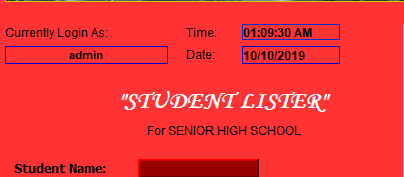 Currently Login As: Time: 01:09:30 AM
admin Date: 10/10/2019
"STUDENT LISTER"
For SENIOR HIGH SCHOOL
Student Name: